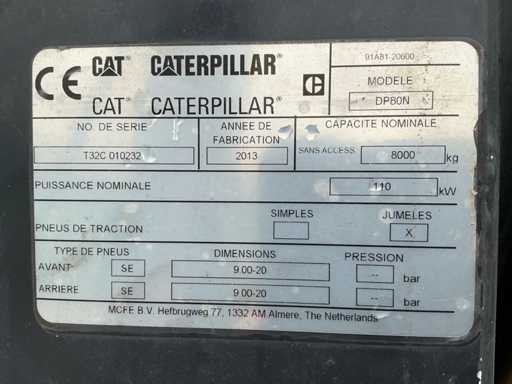 CE CAT CATERPILLAR® 91A81-20600
CAT® CATERPILLAR® C MODELE
DP80N
NO. DE SERIE ANNEE DE FABRICATION CAPACITE NOMINALE
T32C 010232 2013 SANS ACCESS. 8000 kg
PUISSANCE NOMINALE 110 kW
SIMPLES JUMELES
PNEUS DE TRACTION X
TYPE DE PNEUS DIMENSIONS PRESSION
AVANT SE 9.00-20 -- bar
ARRIERE SE 9.00-20 -- bar
MCFE B.V. Hefbrugweg 77, 1332 AM Almere, The Netherlands